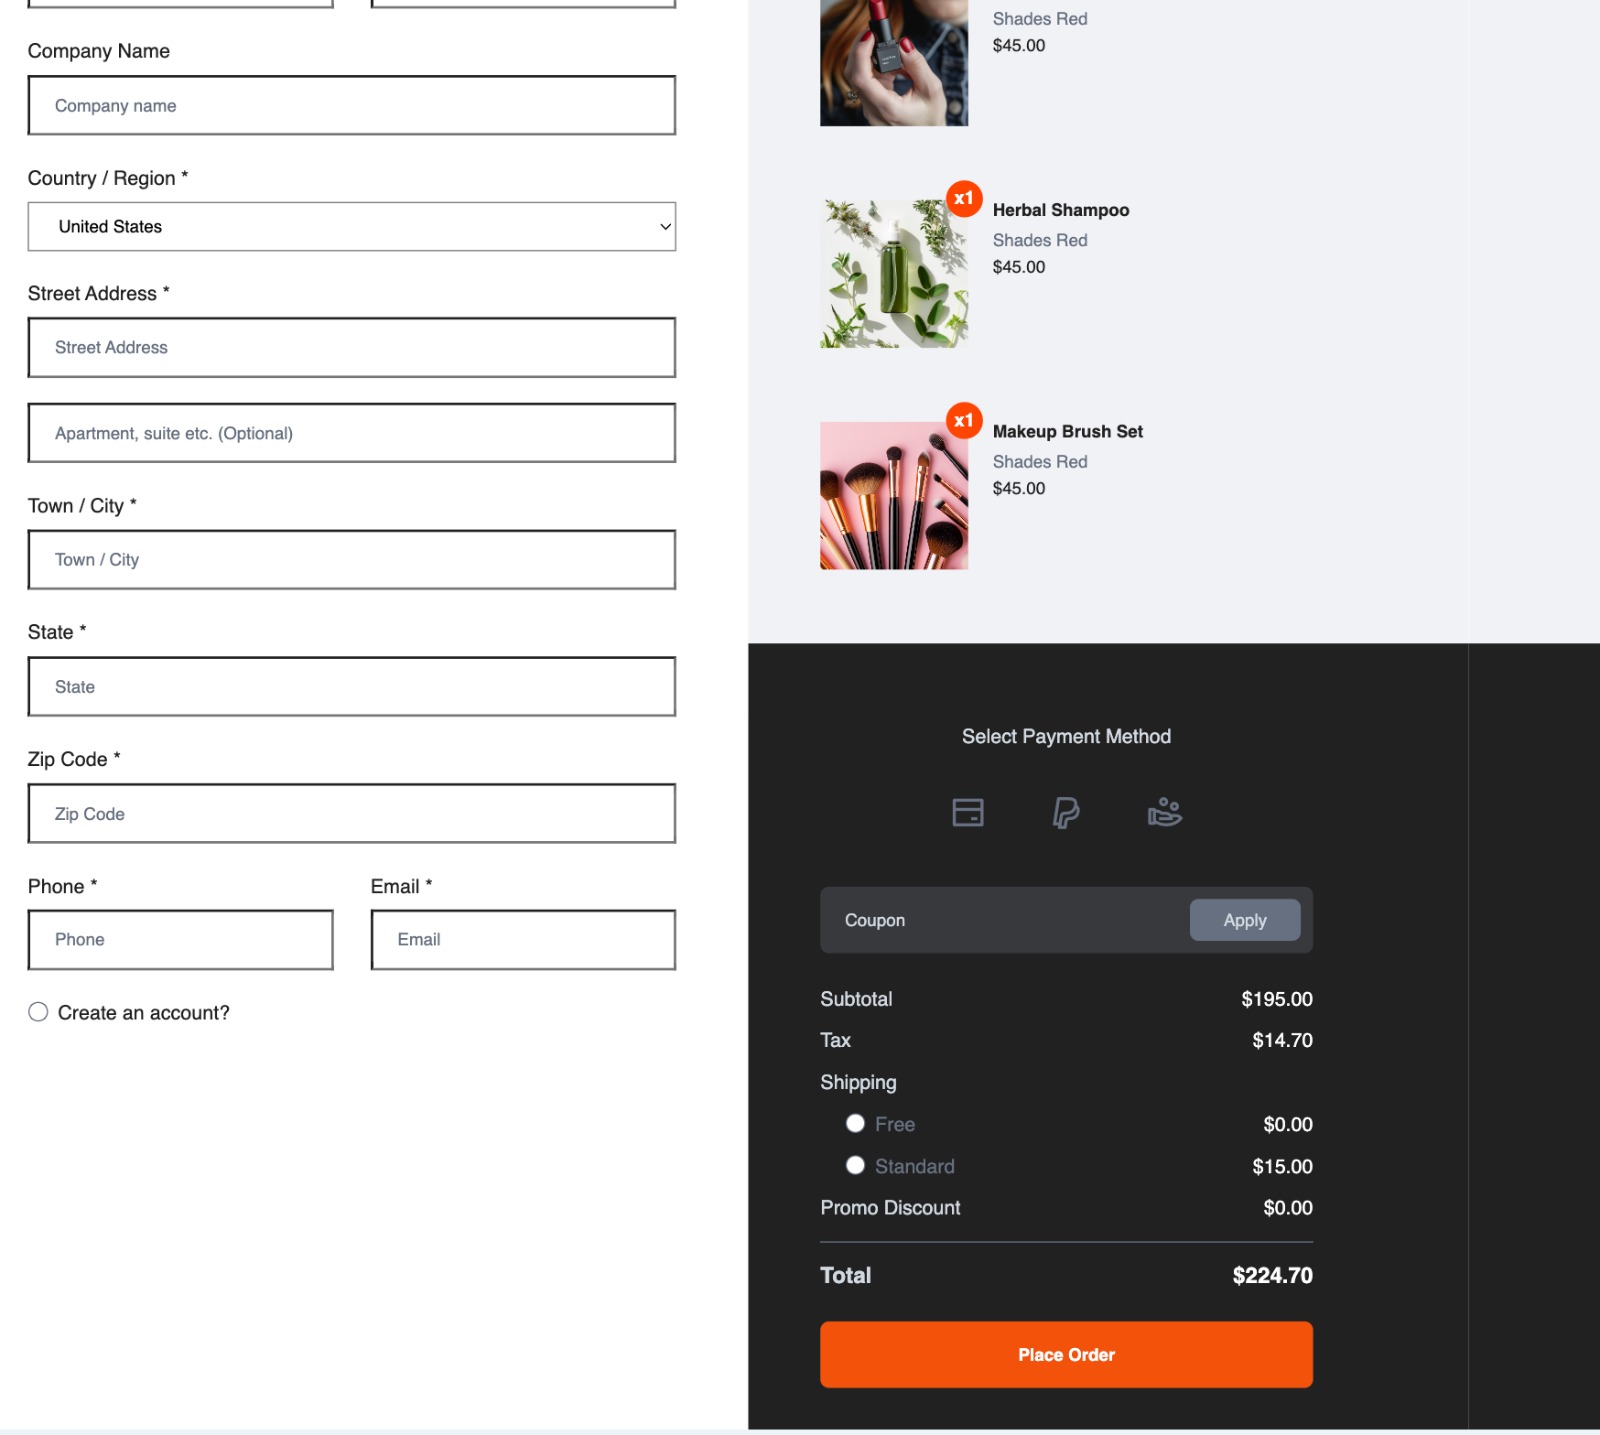 Company Name
Company name
Country / Region *
United States
Street Address *
Street Address
Apartment, suite etc. (Optional)
Town / City *
Town / City
State *
State
Zip Code *
Zip Code
Phone *
Email *
Phone
Email
Create an account?
Shades Red
$45.00
x1
Herbal Shampoo
Shades Red
$45.00
x1
Makeup Brush Set
Shades Red
$45.00
Select Payment Method
Coupon
Apply
Subtotal
$195.00
Tax
$14.70
Shipping
Free
$0.00
Standard
$15.00
Promo Discount
$0.00
Total
$224.70
Place Order